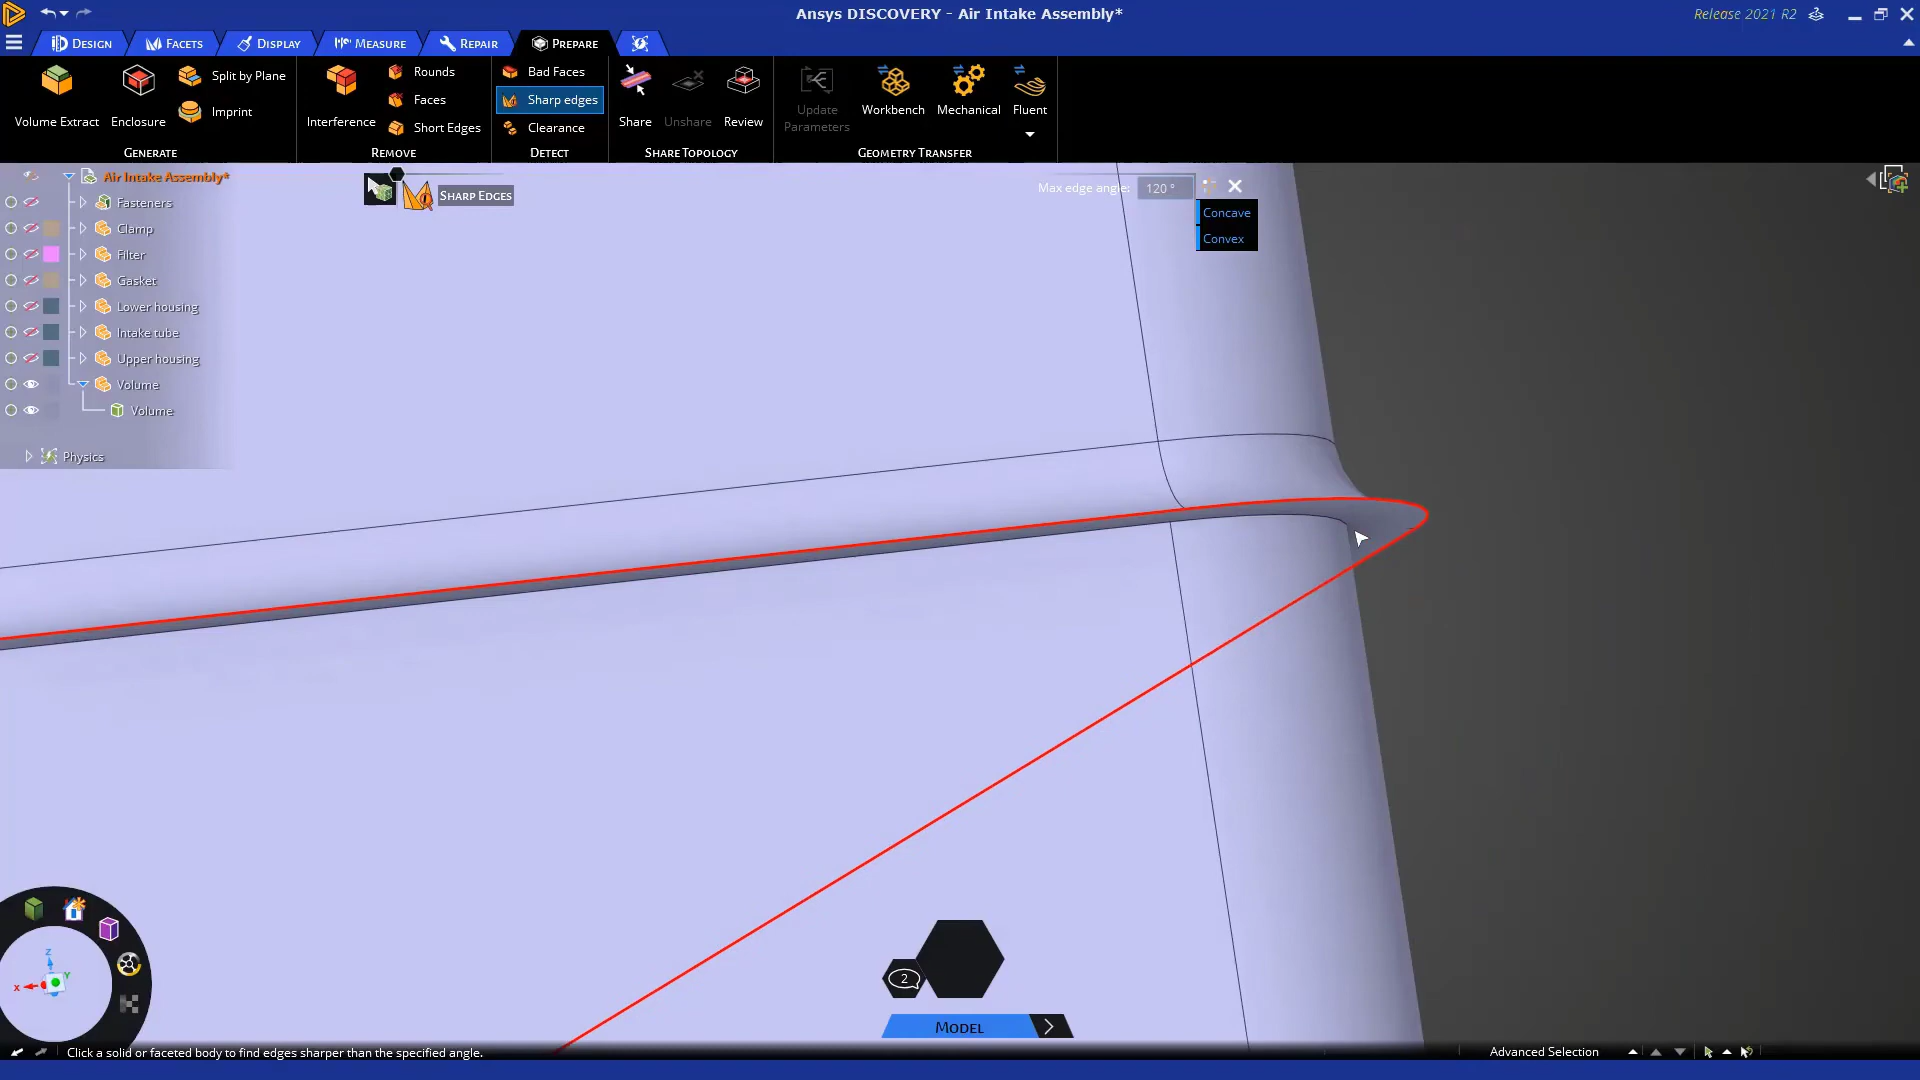 Ansys DISCOVERY - Air Intake Assembly*
Release 2021 R2
DESIGN
FACETS
DISPLAY
MEASURE
REPAIR
PREPARE
Volume Extract
Enclosure
Split by Plane
Imprint
GENERATE
Interference
Rounds
Faces
Short Edges
REMOVE
Bad Faces
Sharp edges
Clearance
DETECT
Share
Unshare
Review
SHARE TOPOLOGY
Update Parameters
Workbench
Mechanical
Fluent
GEOMETRY TRANSFER
Air Intake Assembly*
Fasteners
Clamp
Filter
Gasket
Lower housing
Intake tube
Upper housing
Volume
Volume
Physics
SHARP EDGES
Max edge angle: 120 °
Concave
Convex
Z
Y
X
2
MODEL
Click a solid or faceted body to find edges sharper than the specified angle.
Advanced Selection